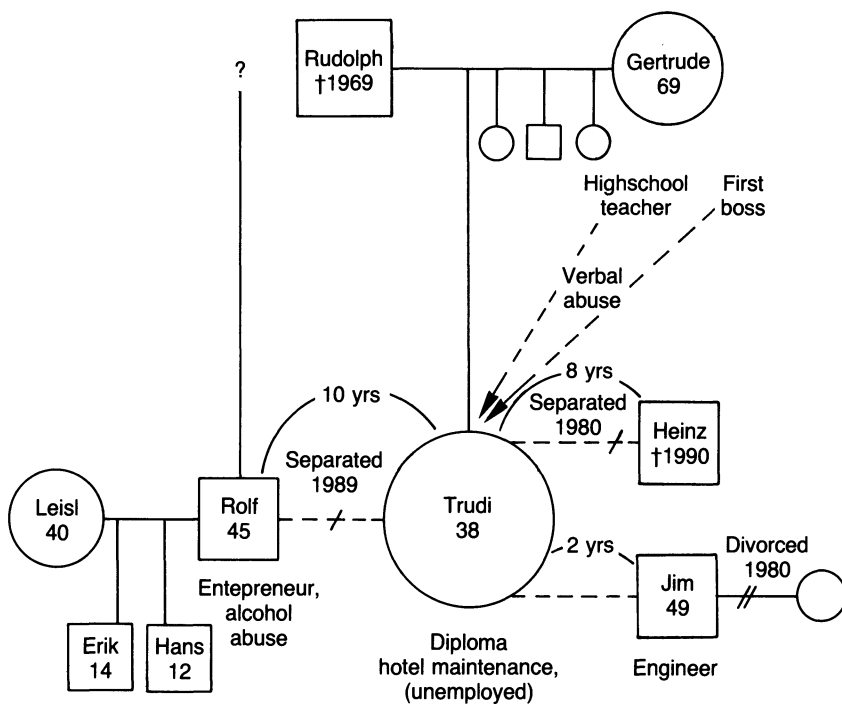 Rudolph
†1969
Gertrude
69
?
Highschool
teacher
First
boss
Verbal
abuse
10 yrs
8 yrs
Separated
1980
Heinz
†1990
Separated
1989
Leisl
40
Rolf
45
Trudi
38
Entepreneur,
alcohol
abuse
2 yrs
Jim
49
Divorced
1980
Erik
14
Hans
12
Diploma
hotel maintenance,
(unemployed)
Engineer